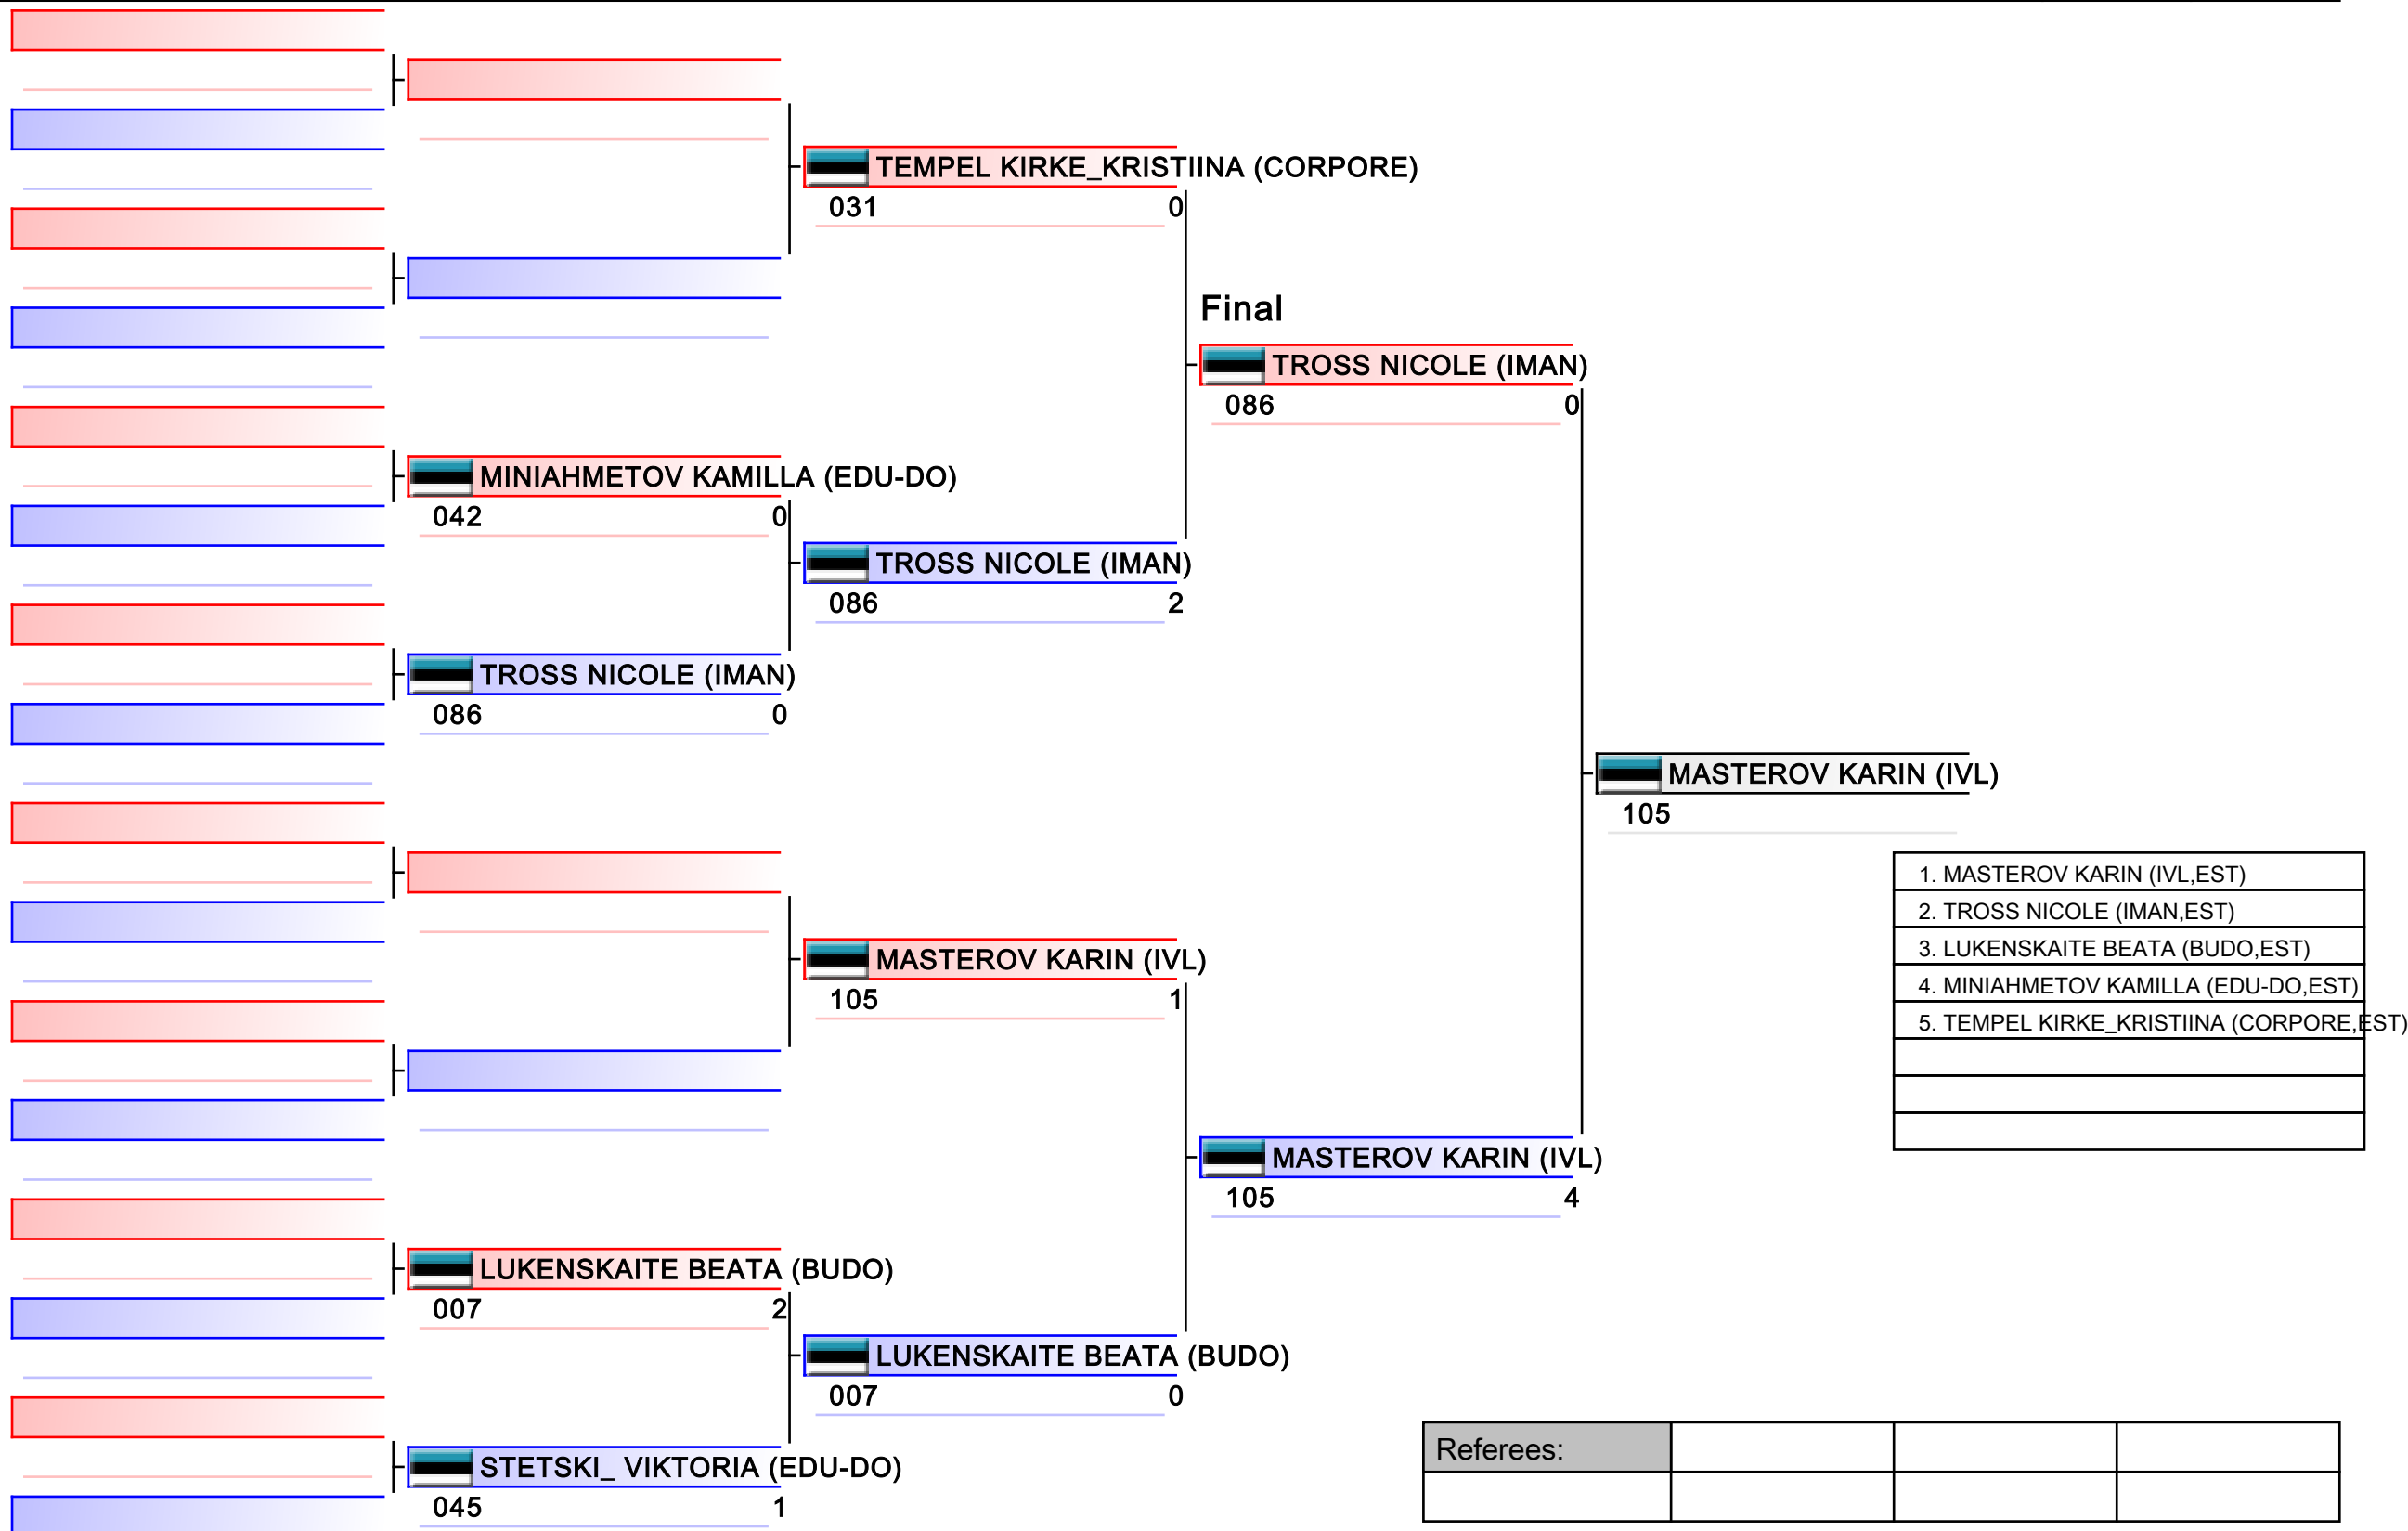 TEMPEL KIRKE_KRISTIINA (CORPORE)
031 0
Final
TROSS NICOLE (IMAN)
086 0
MINIAHMETOV KAMILLA (EDU-DO)
042 0
TROSS NICOLE (IMAN)
086 2
TROSS NICOLE (IMAN)
086 0
MASTEROV KARIN (IVL)
105
1. MASTEROV KARIN (IVL,EST)
2. TROSS NICOLE (IMAN,EST)
3. LUKENSKAITE BEATA (BUDO,EST)
4. MINIAHMETOV KAMILLA (EDU-DO,EST)
5. TEMPEL KIRKE_KRISTIINA (CORPORE,EST)
MASTEROV KARIN (IVL)
105 1
MASTEROV KARIN (IVL)
105 4
LUKENSKAITE BEATA (BUDO)
007 2
LUKENSKAITE BEATA (BUDO)
007 0
STETSKI_ VIKTORIA (EDU-DO)
045 1
Referees: